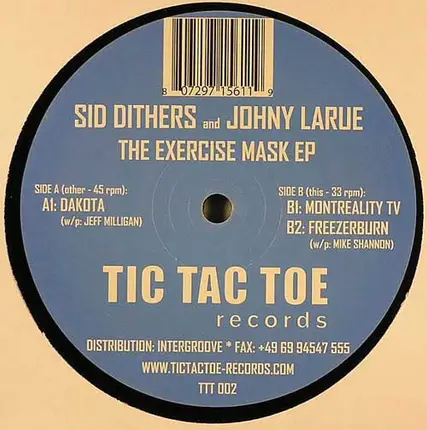 8 07297 15611 9
SID DITHERS and JOHNY LARUE
THE EXERCISE MASK EP
SIDE A (other - 45 rpm):
A1: DAKOTA
(w/p: JEFF MILLIGAN)
SIDE B (this - 33 rpm):
B1: MONTREALITY TV
B2: FREEZERBURN
(w/p: MIKE SHANNON)
TIC TAC TOE
records
DISTRIBUTION: INTERGROOVE * FAX: +49 69 94547 555
WWW.TICTACTOE-RECORDS.COM
TTT 002